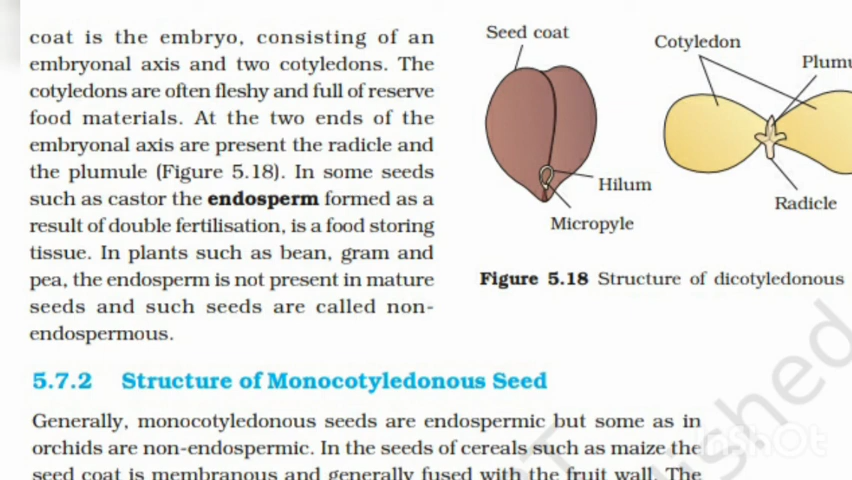 coat is the embryo, consisting of an
embryonal axis and two cotyledons. The
cotyledons are often fleshy and full of reserve
food materials. At the two ends of the
embryonal axis are present the radicle and
the plumule (Figure 5.18). In some seeds
such as castor the endosperm formed as a
result of double fertilisation, is a food storing
tissue. In plants such as bean, gram and
pea, the endosperm is not present in mature
seeds and such seeds are called non-
endospermous.
Seed coat
Cotyledon
Plumu
Hilum
Micropyle
Radicle
Figure 5.18 Structure of dicotyledonous
5.7.2 Structure of Monocotyledonous Seed
Generally, monocotyledonous seeds are endospermic but some as in
orchids are non-endospermic. In the seeds of cereals such as maize the
seed coat is membranous and generally fused with the fruit wall. The
InShOt